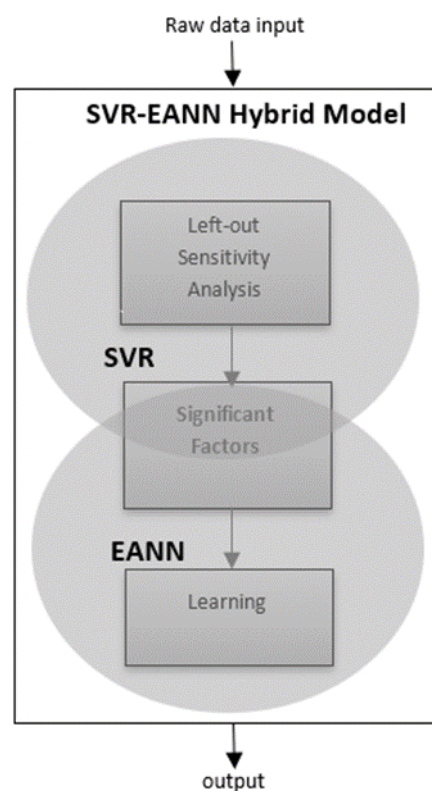 Raw data input
SVR-EANN Hybrid Model
Left-out
Sensitivity
Analysis
SVR
Significant
Factors
EANN
Learning
output